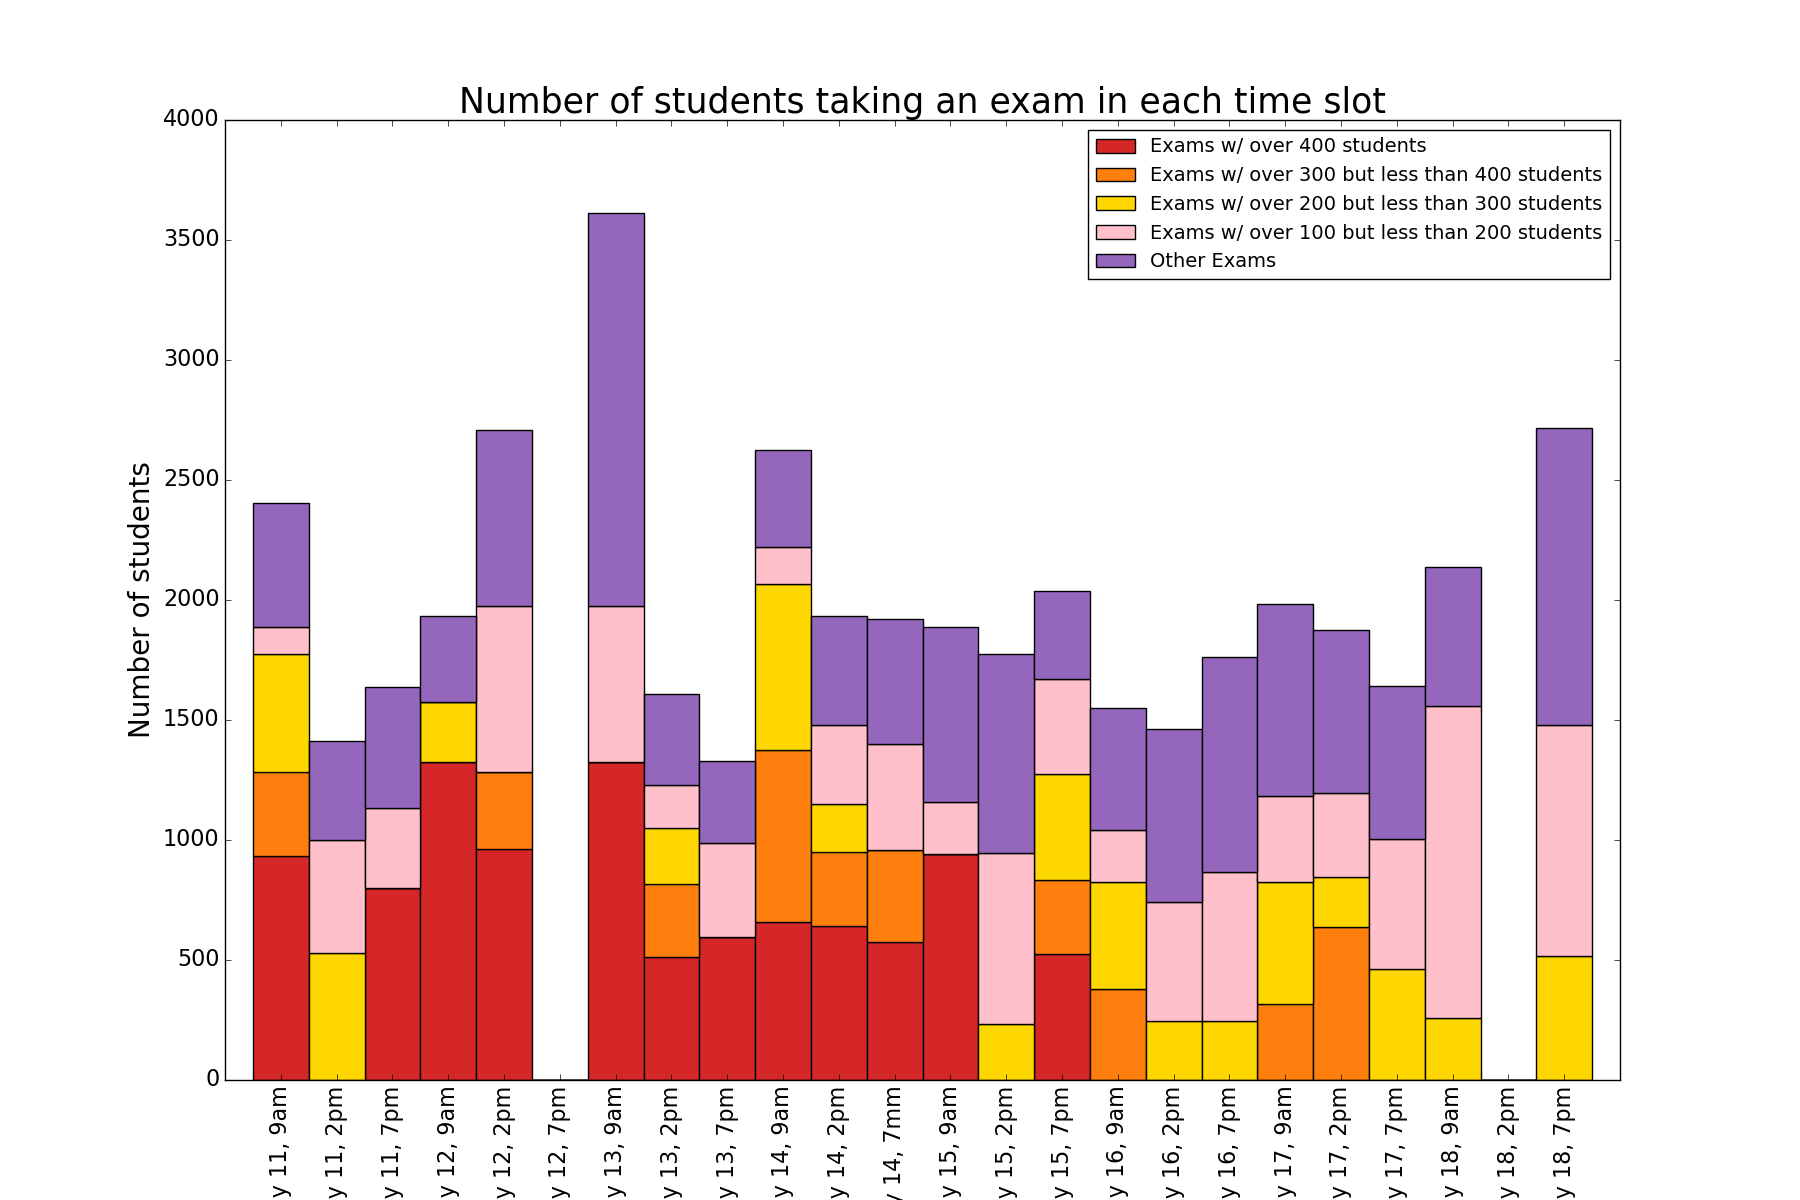 Number of students taking an exam in each time slot
Number of students
4000
3500
3000
2500
2000
1500
1000
500
0
Exams w/ over 400 students
Exams w/ over 300 but less than 400 students
Exams w/ over 200 but less than 300 students
Exams w/ over 100 but less than 200 students
Other Exams
y 11, 9am
y 11, 2pm
y 11, 7pm
y 12, 9am
y 12, 2pm
y 12, 7pm
y 13, 9am
y 13, 2pm
y 13, 7pm
y 14, 9am
y 14, 2pm
y 14, 7mm
y 15, 9am
y 15, 2pm
y 15, 7pm
y 16, 9am
y 16, 2pm
y 16, 7pm
y 17, 9am
y 17, 2pm
y 17, 7pm
y 18, 9am
y 18, 2pm
y 18, 7pm